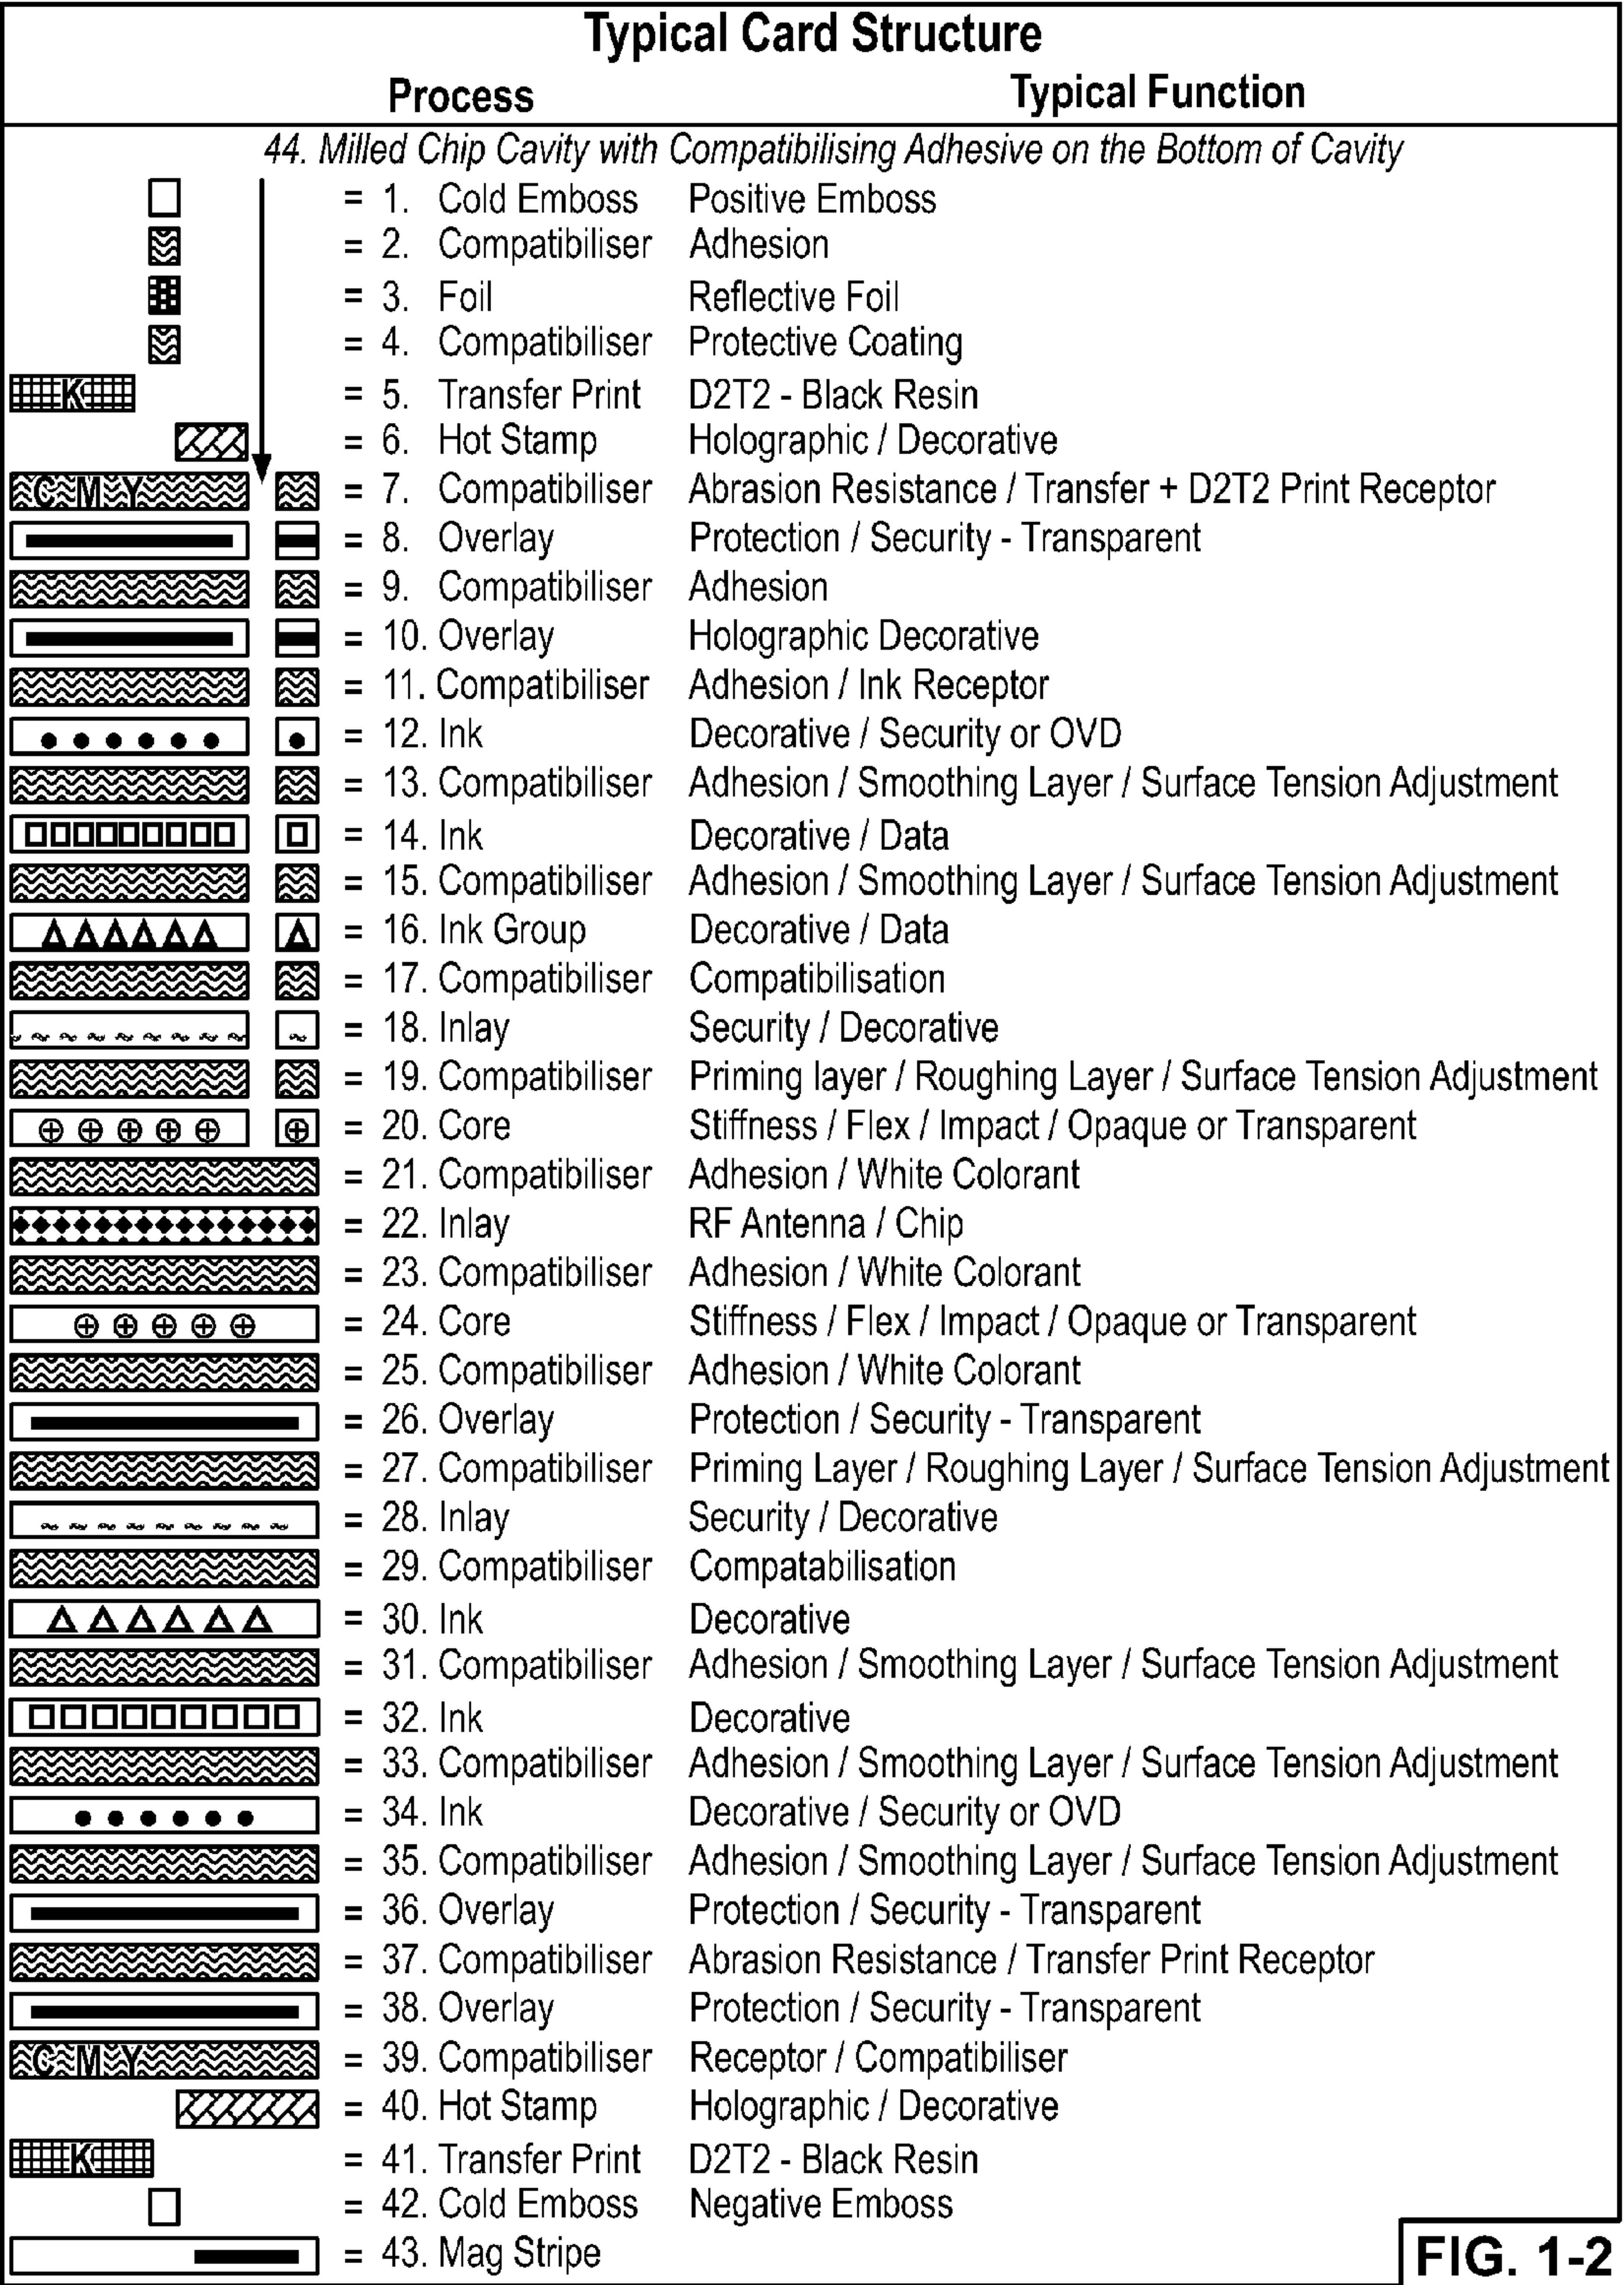 Typical Card Structure
Process Typical Function
44. Milled Chip Cavity with Compatibilising Adhesive on the Bottom of Cavity
= 1. Cold Emboss Positive Emboss
= 2. Compatibiliser Adhesion
= 3. Foil Reflective Foil
= 4. Compatibiliser Protective Coating
K = 5. Transfer Print D2T2 - Black Resin
= 6. Hot Stamp Holographic / Decorative
C M Y = 7. Compatibiliser Abrasion Resistance / Transfer + D2T2 Print Receptor
= 8. Overlay Protection / Security - Transparent
= 9. Compatibiliser Adhesion
= 10. Overlay Holographic Decorative
= 11. Compatibiliser Adhesion / Ink Receptor
= 12. Ink Decorative / Security or OVD
= 13. Compatibiliser Adhesion / Smoothing Layer / Surface Tension Adjustment
= 14. Ink Decorative / Data
= 15. Compatibiliser Adhesion / Smoothing Layer / Surface Tension Adjustment
= 16. Ink Group Decorative / Data
= 17. Compatibiliser Compatibilisation
= 18. Inlay Security / Decorative
= 19. Compatibiliser Priming layer / Roughing Layer / Surface Tension Adjustment
= 20. Core Stiffness / Flex / Impact / Opaque or Transparent
= 21. Compatibiliser Adhesion / White Colorant
= 22. Inlay RF Antenna / Chip
= 23. Compatibiliser Adhesion / White Colorant
= 24. Core Stiffness / Flex / Impact / Opaque or Transparent
= 25. Compatibiliser Adhesion / White Colorant
= 26. Overlay Protection / Security - Transparent
= 27. Compatibiliser Priming Layer / Roughing Layer / Surface Tension Adjustment
= 28. Inlay Security / Decorative
= 29. Compatibiliser Compatabilisation
= 30. Ink Decorative
= 31. Compatibiliser Adhesion / Smoothing Layer / Surface Tension Adjustment
= 32. Ink Decorative
= 33. Compatibiliser Adhesion / Smoothing Layer / Surface Tension Adjustment
= 34. Ink Decorative / Security or OVD
= 35. Compatibiliser Adhesion / Smoothing Layer / Surface Tension Adjustment
= 36. Overlay Protection / Security - Transparent
= 37. Compatibiliser Abrasion Resistance / Transfer Print Receptor
= 38. Overlay Protection / Security - Transparent
C M Y = 39. Compatibiliser Receptor / Compatibiliser
= 40. Hot Stamp Holographic / Decorative
K = 41. Transfer Print D2T2 - Black Resin
= 42. Cold Emboss Negative Emboss
= 43. Mag Stripe
FIG. 1-2